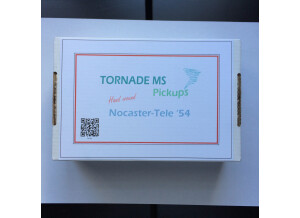 TORNADE MS
Pickups
Hand wound
Nocaster-Tele '54